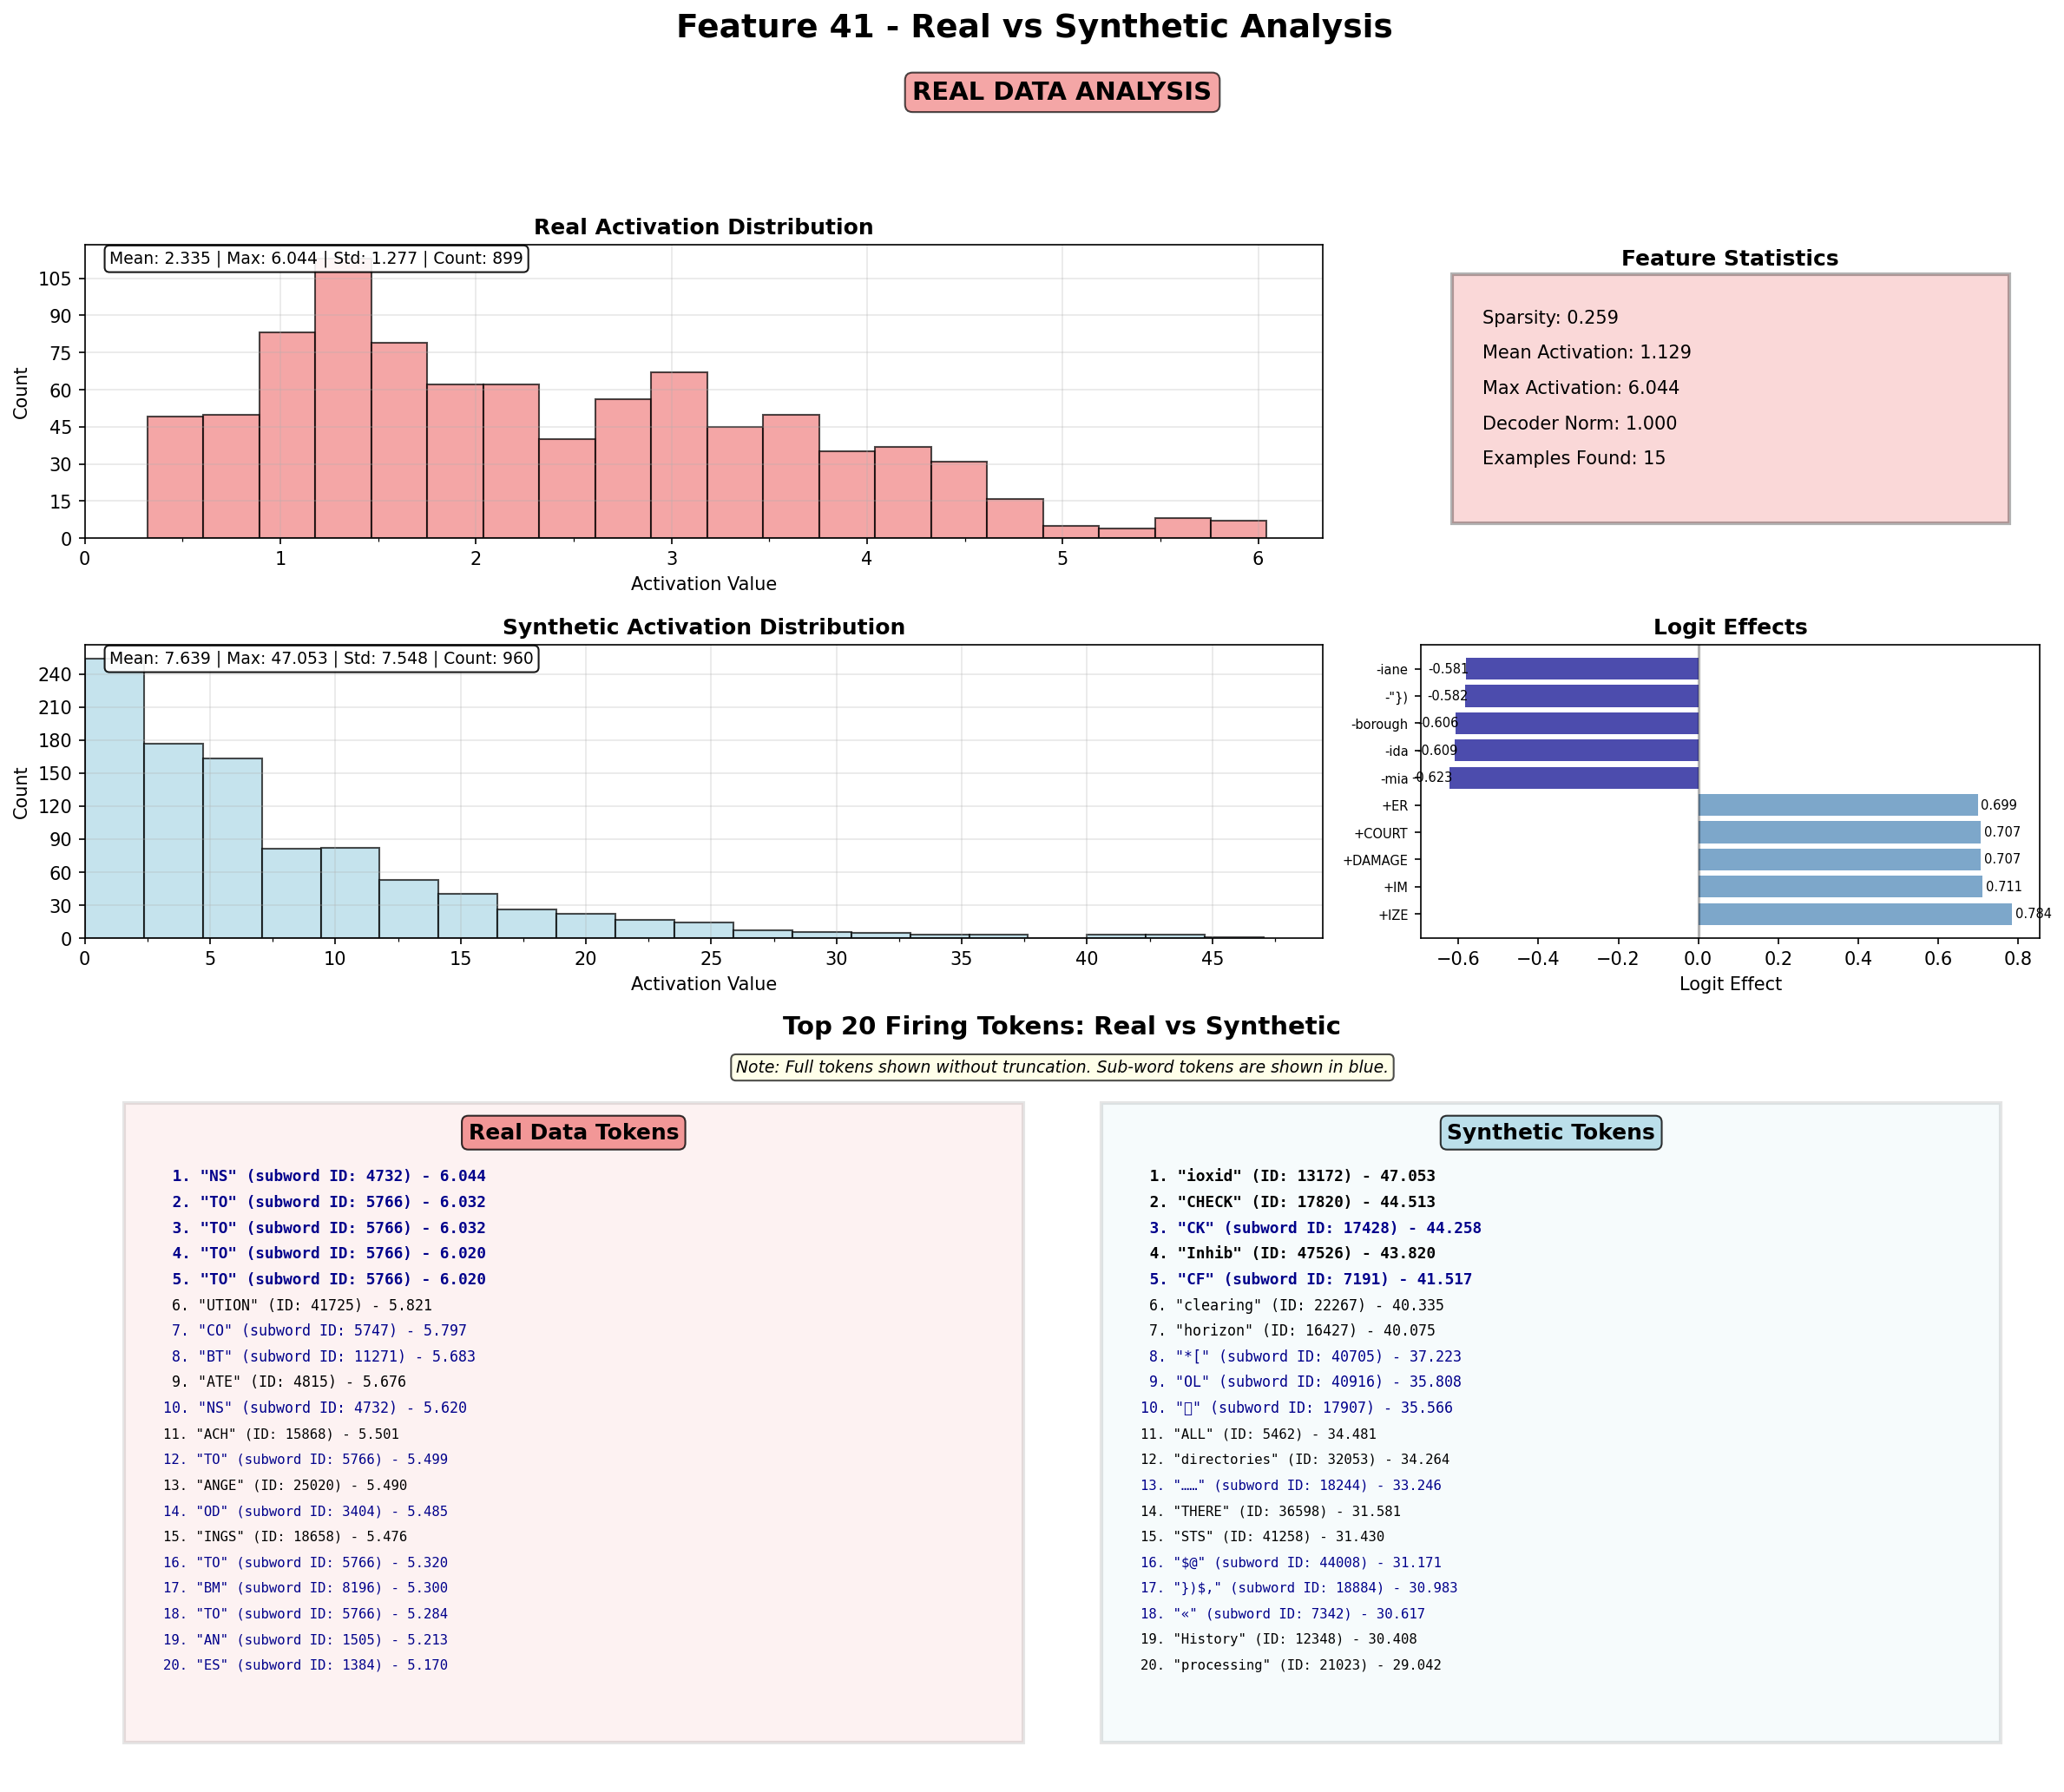 Feature 41 - Real vs Synthetic Analysis
REAL DATA ANALYSIS
Real Activation Distribution
Mean: 2.335 | Max: 6.044 | Std: 1.277 | Count: 899
Count
105
90
75
60
45
30
15
0
0 1 2 3 4 5 6
Activation Value
Feature Statistics
Sparsity: 0.259
Mean Activation: 1.129
Max Activation: 6.044
Decoder Norm: 1.000
Examples Found: 15
Synthetic Activation Distribution
Mean: 7.639 | Max: 47.053 | Std: 7.548 | Count: 960
Count
240
210
180
150
120
90
60
30
0
0 5 10 15 20 25 30 35 40 45
Activation Value
Logit Effects
-iane -0.581
-"}) -0.582
-borough -0.606
-ida -0.609
-mia -0.623
+ER 0.699
+COURT 0.707
+DAMAGE 0.707
+IM 0.711
+IZE 0.784
−0.6 −0.4 −0.2 0.0 0.2 0.4 0.6 0.8
Logit Effect
Top 20 Firing Tokens: Real vs Synthetic
Note: Full tokens shown without truncation. Sub-word tokens are shown in blue.
Real Data Tokens
1. "NS" (subword ID: 4732) - 6.044
2. "TO" (subword ID: 5766) - 6.032
3. "TO" (subword ID: 5766) - 6.032
4. "TO" (subword ID: 5766) - 6.020
5. "TO" (subword ID: 5766) - 6.020
6. "UTION" (ID: 41725) - 5.821
7. "CO" (subword ID: 5747) - 5.797
8. "BT" (subword ID: 11271) - 5.683
9. "ATE" (ID: 4815) - 5.676
10. "NS" (subword ID: 4732) - 5.620
11. "ACH" (ID: 15868) - 5.501
12. "TO" (subword ID: 5766) - 5.499
13. "ANGE" (ID: 25020) - 5.490
14. "OD" (subword ID: 3404) - 5.485
15. "INGS" (ID: 18658) - 5.476
16. "TO" (subword ID: 5766) - 5.320
17. "BM" (subword ID: 8196) - 5.300
18. "TO" (subword ID: 5766) - 5.284
19. "AN" (subword ID: 1505) - 5.213
20. "ES" (subword ID: 1384) - 5.170
Synthetic Tokens
1. "ioxid" (ID: 13172) - 47.053
2. "CHECK" (ID: 17820) - 44.513
3. "CK" (subword ID: 17428) - 44.258
4. "Inhib" (ID: 47526) - 43.820
5. "CF" (subword ID: 7191) - 41.517
6. "clearing" (ID: 22267) - 40.335
7. "horizon" (ID: 16427) - 40.075
8. "*[" (subword ID: 40705) - 37.223
9. "OL" (subword ID: 40916) - 35.808
10. "▯" (subword ID: 17907) - 35.566
11. "ALL" (ID: 5462) - 34.481
12. "directories" (ID: 32053) - 34.264
13. "……" (subword ID: 18244) - 33.246
14. "THERE" (ID: 36598) - 31.581
15. "STS" (ID: 41258) - 31.430
16. "$@" (subword ID: 44008) - 31.171
17. "})$," (subword ID: 18884) - 30.983
18. "«" (subword ID: 7342) - 30.617
19. "History" (ID: 12348) - 30.408
20. "processing" (ID: 21023) - 29.042